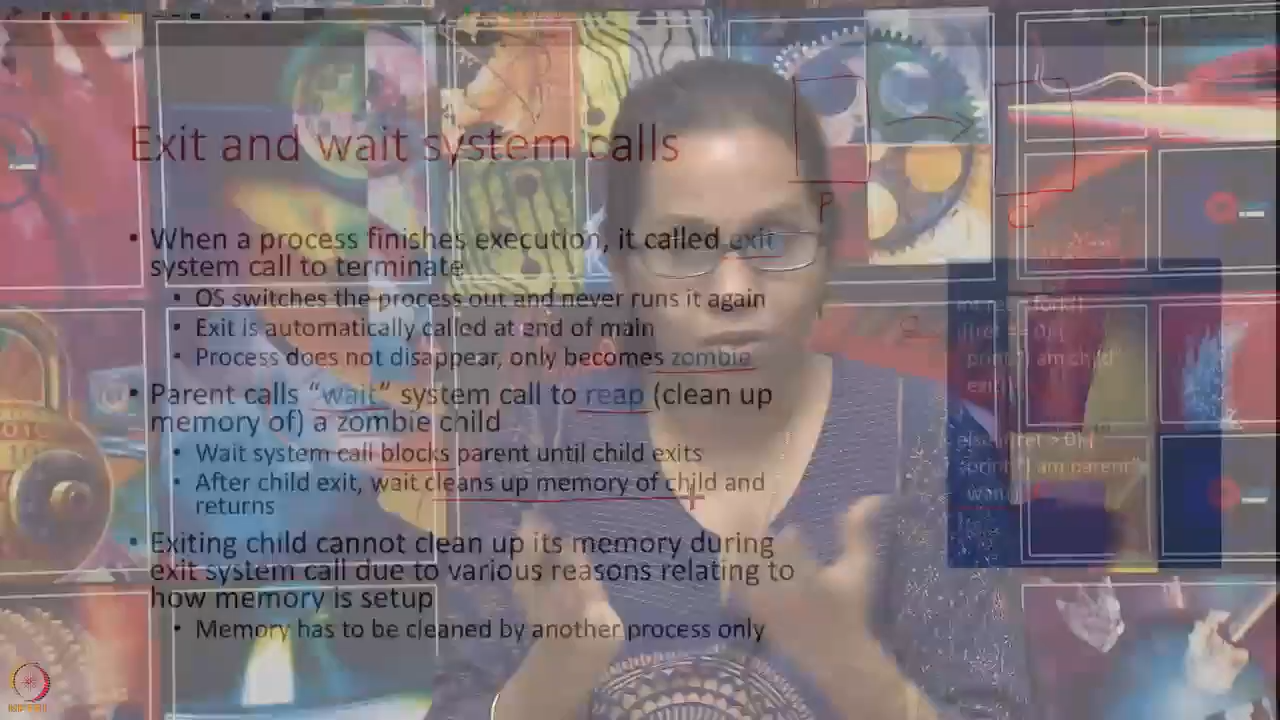 Exit and wait system calls
• When a process finishes execution, it called exit
system call to terminate
• OS switches the process out and never runs it again
• Exit is automatically called at end of main
• Process does not disappear, only becomes zombie
• Parent calls “wait“ system call to reap (clean up
memory of) a zombie child
• Wait system call blocks parent until child exits
• After child exit, wait cleans up memory of child and
returns
• Exiting child cannot clean up its memory during
exit system call due to various reasons relating to
how memory is setup
• Memory has to be cleaned by another process only
P
C
I am child
exit
I am parent"